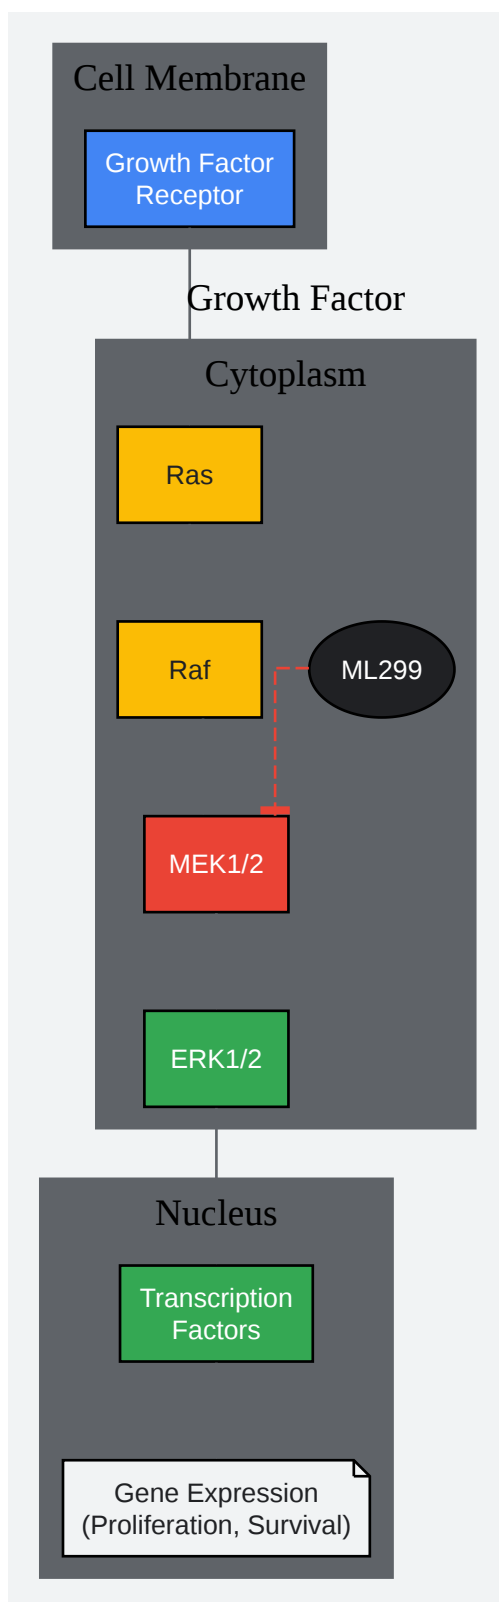 Cell Membrane
Growth Factor
Receptor
Growth Factor
Cytoplasm
Ras
Raf
ML299
MEK1/2
ERK1/2
Nucleus
Transcription
Factors
Gene Expression
(Proliferation, Survival)